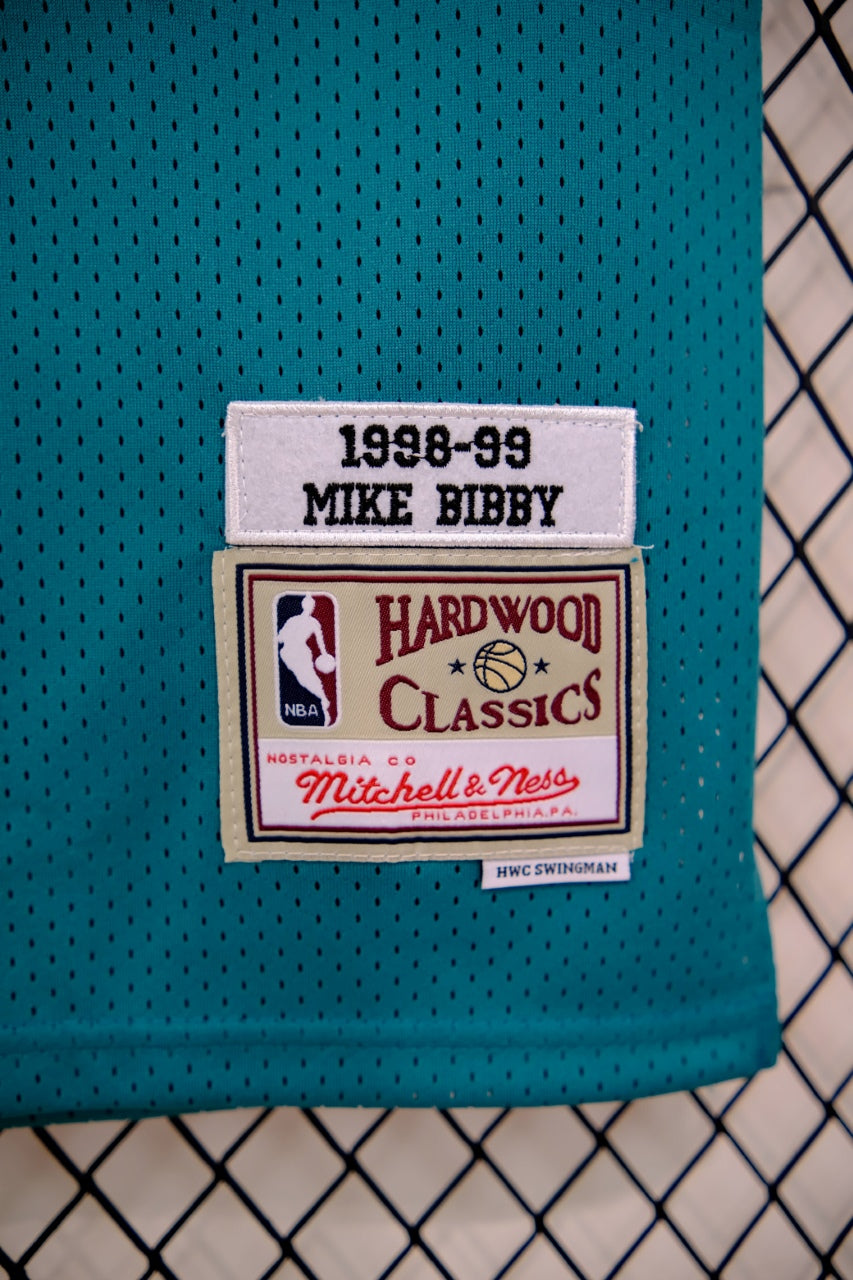 1998-99
MIKE BIBBY
HARDWOOD
CLASSICS
NBA
NOSTALGIA CO
Mitchell & Ness
PHILADELPHIA, PA.
HWC SWINGMAN